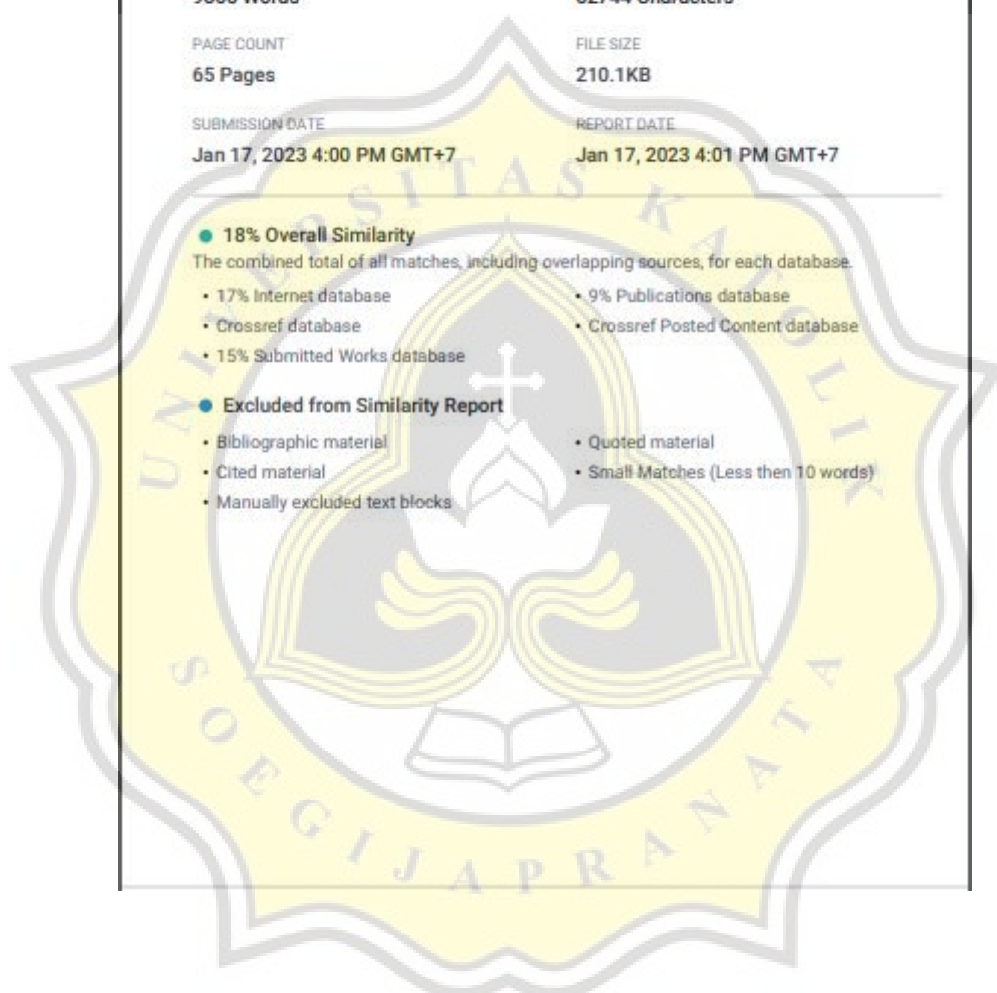 Words
Characters
PAGE COUNT
FILE SIZE
65 Pages
210.1KB
SUBMISSION DATE
REPORT DATE
Jan 17, 2023 4:00 PM GMT+7
Jan 17, 2023 4:01 PM GMT+7
18% Overall Similarity
The combined total of all matches, including overlapping sources, for each database.
• 17% Internet database
• 9% Publications database
• Crossref database
• Crossref Posted Content database
• 15% Submitted Works database
Excluded from Similarity Report
• Bibliographic material
• Quoted material
• Cited material
• Small Matches (Less then 10 words)
• Manually excluded text blocks
UNIVERSITAS KATOLIK
SOEGIJAPRANATA